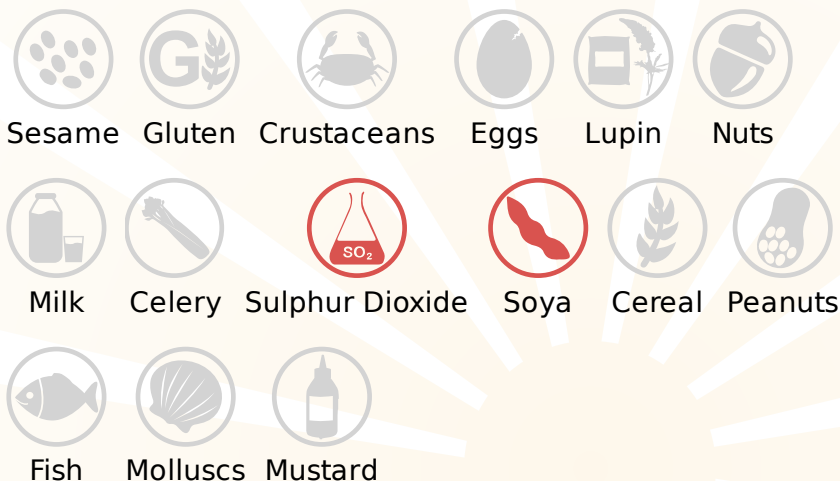 G
Sesame Gluten Crustaceans Eggs Lupin Nuts
SO₂
Milk Celery Sulphur Dioxide Soya Cereal Peanuts
Fish Molluscs Mustard